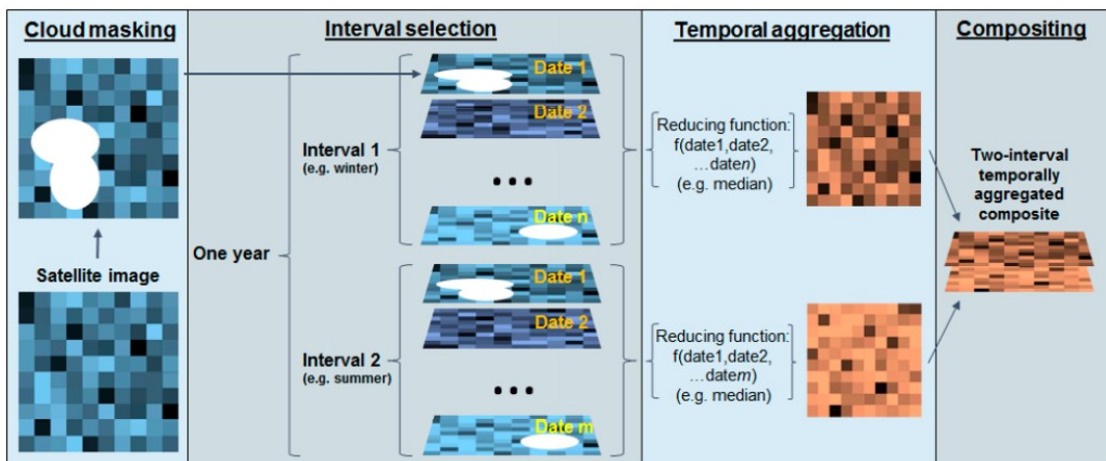 Cloud masking
Satellite image
Interval selection
One year
Interval 1
(e.g. winter)
Date 1
Date 2
...
Date n
Interval 2
(e.g. summer)
Date 1
Date 2
...
Date m
Temporal aggregation
Reducing function:
f(date1,date2,
...daten)
(e.g. median)
Reducing function:
f(date1,date2,
...datem)
(e.g. median)
Compositing
Two-interval
temporally
aggregated
composite